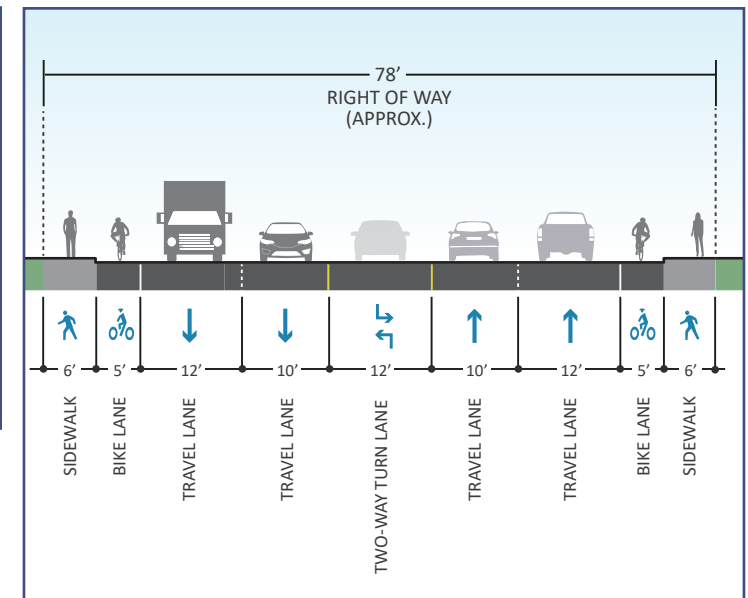 78’
RIGHT OF WAY
(APPROX.)
6’ 5’ 12’ 10’ 12’ 10’ 12’ 5’ 6’
SIDEWALK
BIKE LANE
TRAVEL LANE
TRAVEL LANE
TWO-WAY TURN LANE
TRAVEL LANE
TRAVEL LANE
BIKE LANE
SIDEWALK